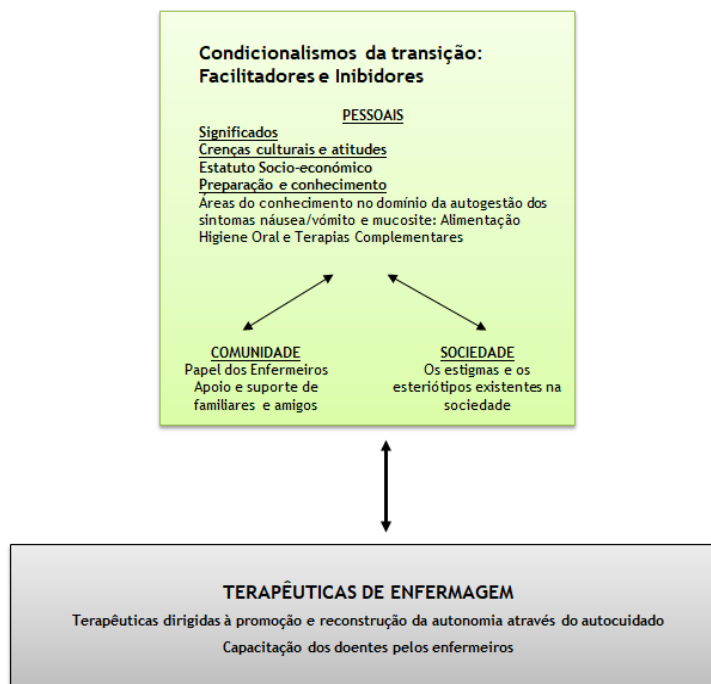 Condicionalismos da transição:
Facilitadores e Inibidores
PESSOAIS
Significados
Crenças culturais e atitudes
Estatuto Socio-económico
Preparação e conhecimento
Áreas do conhecimento no domínio da autogestão dos
sintomas náusea/vómito e mucosite: Alimentação
Higiene Oral e Terapias Complementares
COMUNIDADE
Papel dos Enfermeiros
Apoio e suporte de
familiares e amigos
SOCIEDADE
Os estigmas e os
esteriótipos existentes na
sociedade
TERAPÊUTICAS DE ENFERMAGEM
Terapêuticas dirigidas à promoção e reconstrução da autonomia através do autocuidado
Capacitação dos doentes pelos enfermeiros